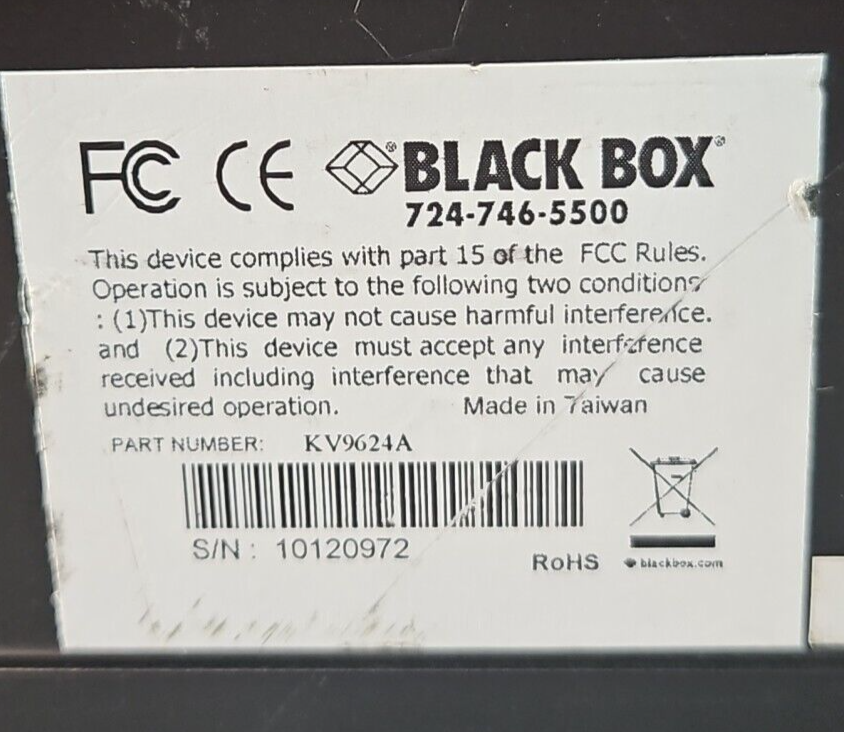 FC CE BLACK BOX®
724-746-5500
This device complies with part 15 of the FCC Rules.
Operation is subject to the following two conditions
: (1)This device may not cause harmful interference.
and (2)This device must accept any interference
received including interference that may cause
undesired operation. Made in Taiwan
PART NUMBER: KV9624A
S/N : 10120972
RoHS blackbox.com